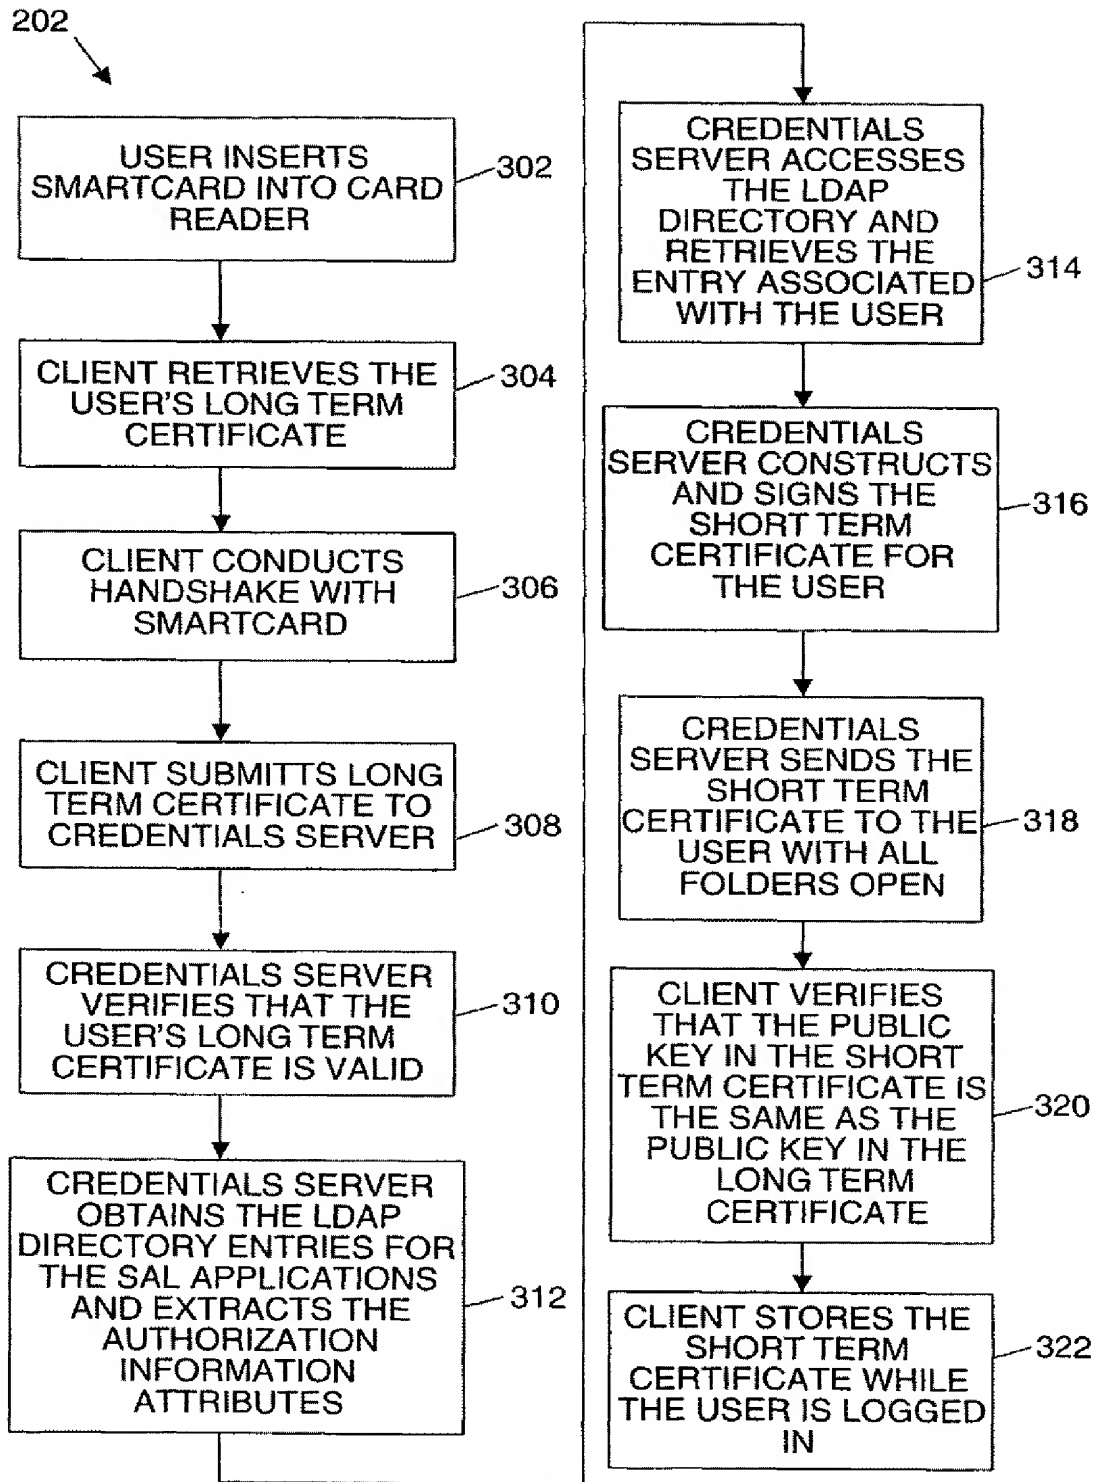 202
USER INSERTS
SMARTCARD INTO CARD
READER
302
CLIENT RETRIEVES THE
USER'S LONG TERM
CERTIFICATE
304
CLIENT CONDUCTS
HANDSHAKE WITH
SMARTCARD
306
CLIENT SUBMITTS LONG
TERM CERTIFICATE TO
CREDENTIALS SERVER
308
CREDENTIALS SERVER
VERIFIES THAT THE
USER'S LONG TERM
CERTIFICATE IS VALID
310
CREDENTIALS SERVER
OBTAINS THE LDAP
DIRECTORY ENTRIES FOR
THE SAL APPLICATIONS
AND EXTRACTS THE
AUTHORIZATION
INFORMATION
ATTRIBUTES
312
CREDENTIALS
SERVER ACCESSES
THE LDAP
DIRECTORY AND
RETRIEVES THE
ENTRY ASSOCIATED
WITH THE USER
314
CREDENTIALS
SERVER CONSTRUCTS
AND SIGNS THE
SHORT TERM
CERTIFICATE FOR
THE USER
316
CREDENTIALS
SERVER SENDS THE
SHORT TERM
CERTIFICATE TO THE
USER WITH ALL
FOLDERS OPEN
318
CLIENT VERIFIES
THAT THE PUBLIC
KEY IN THE SHORT
TERM CERTIFICATE IS
THE SAME AS THE
PUBLIC KEY IN THE
LONG TERM
CERTIFICATE
320
CLIENT STORES THE
SHORT TERM
CERTIFICATE WHILE
THE USER IS LOGGED
IN
322